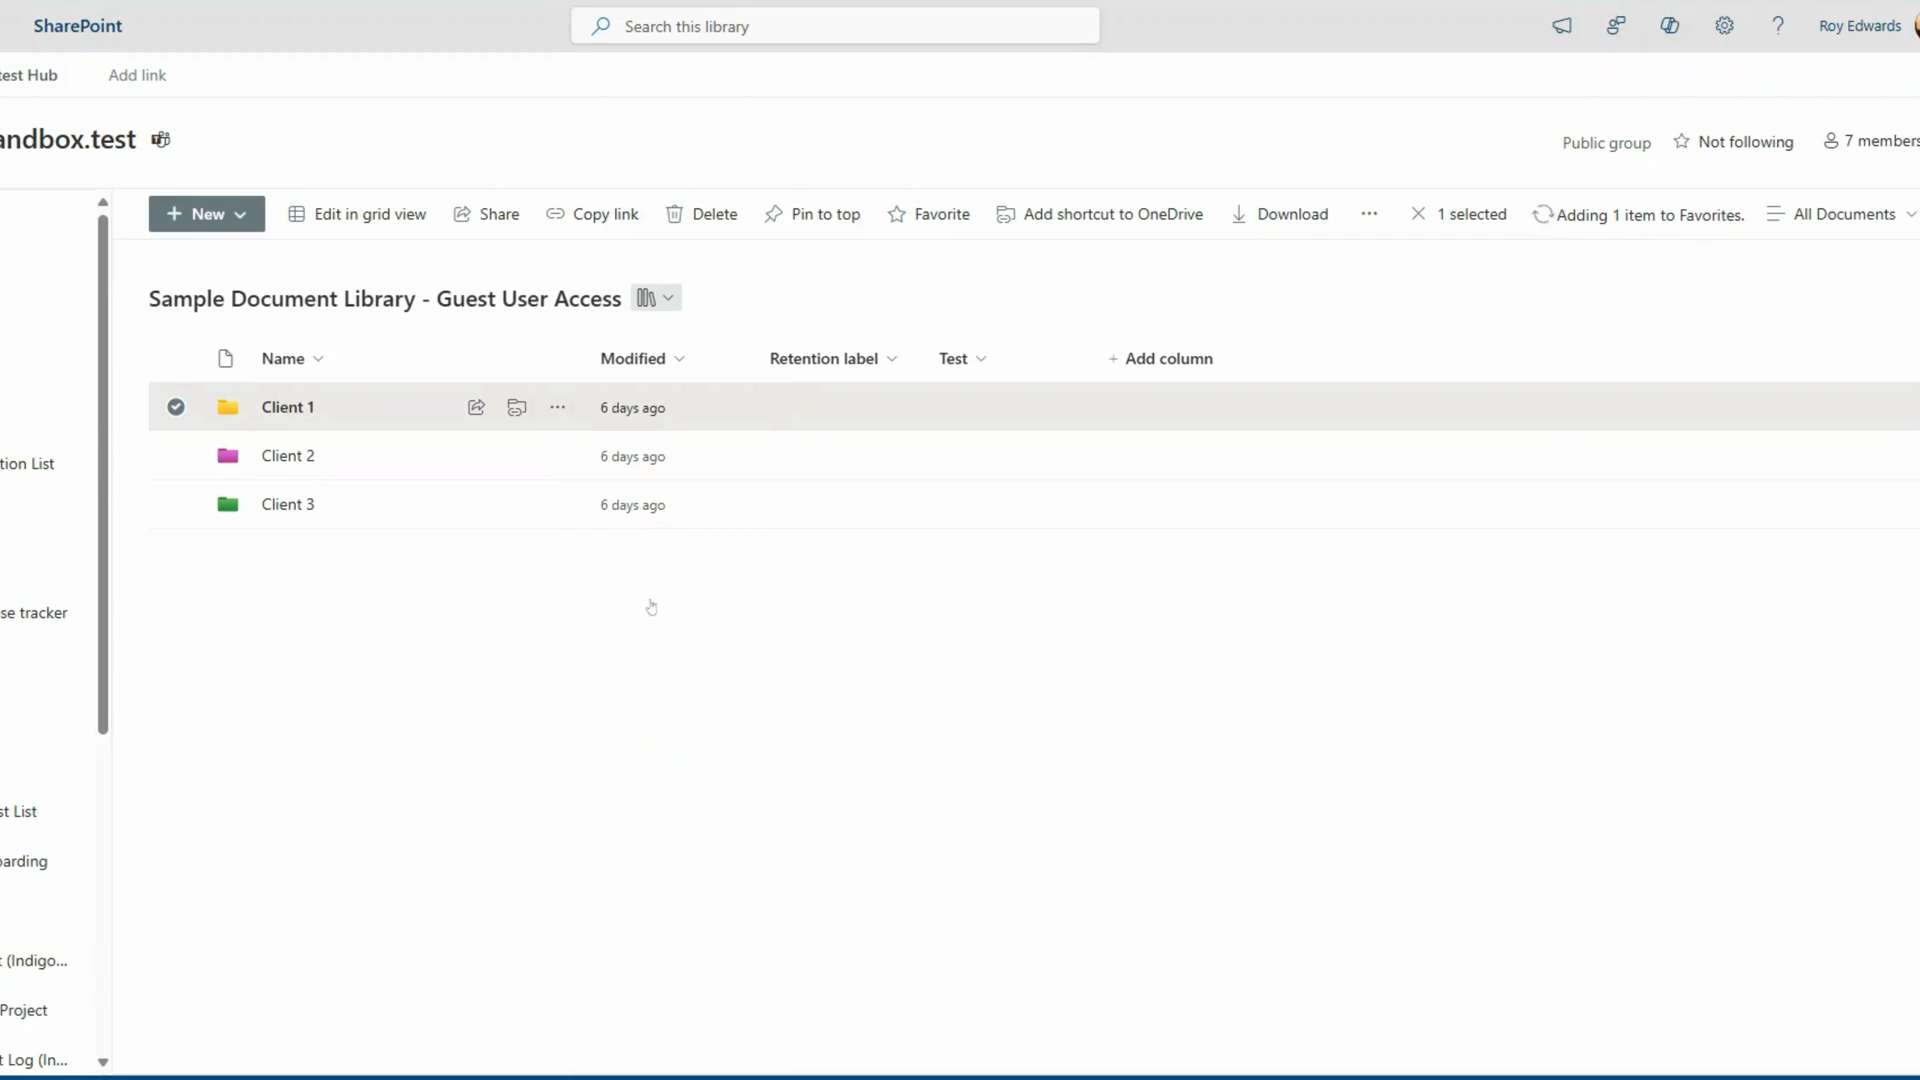 SharePoint
Search this library
Roy Edwards
test Hub
Add link
andbox.test
Public group
Not following
7 members
+ New
Edit in grid view
Share
Copy link
Delete
Pin to top
Favorite
Add shortcut to OneDrive
Download
...
1 selected
Adding 1 item to Favorites.
All Documents
Sample Document Library - Guest User Access
Name
Modified
Retention label
Test
+ Add column
Client 1
6 days ago
Client 2
6 days ago
Client 3
6 days ago
tion List
se tracker
st List
oarding
t (Indigo...
Project
t Log (In...